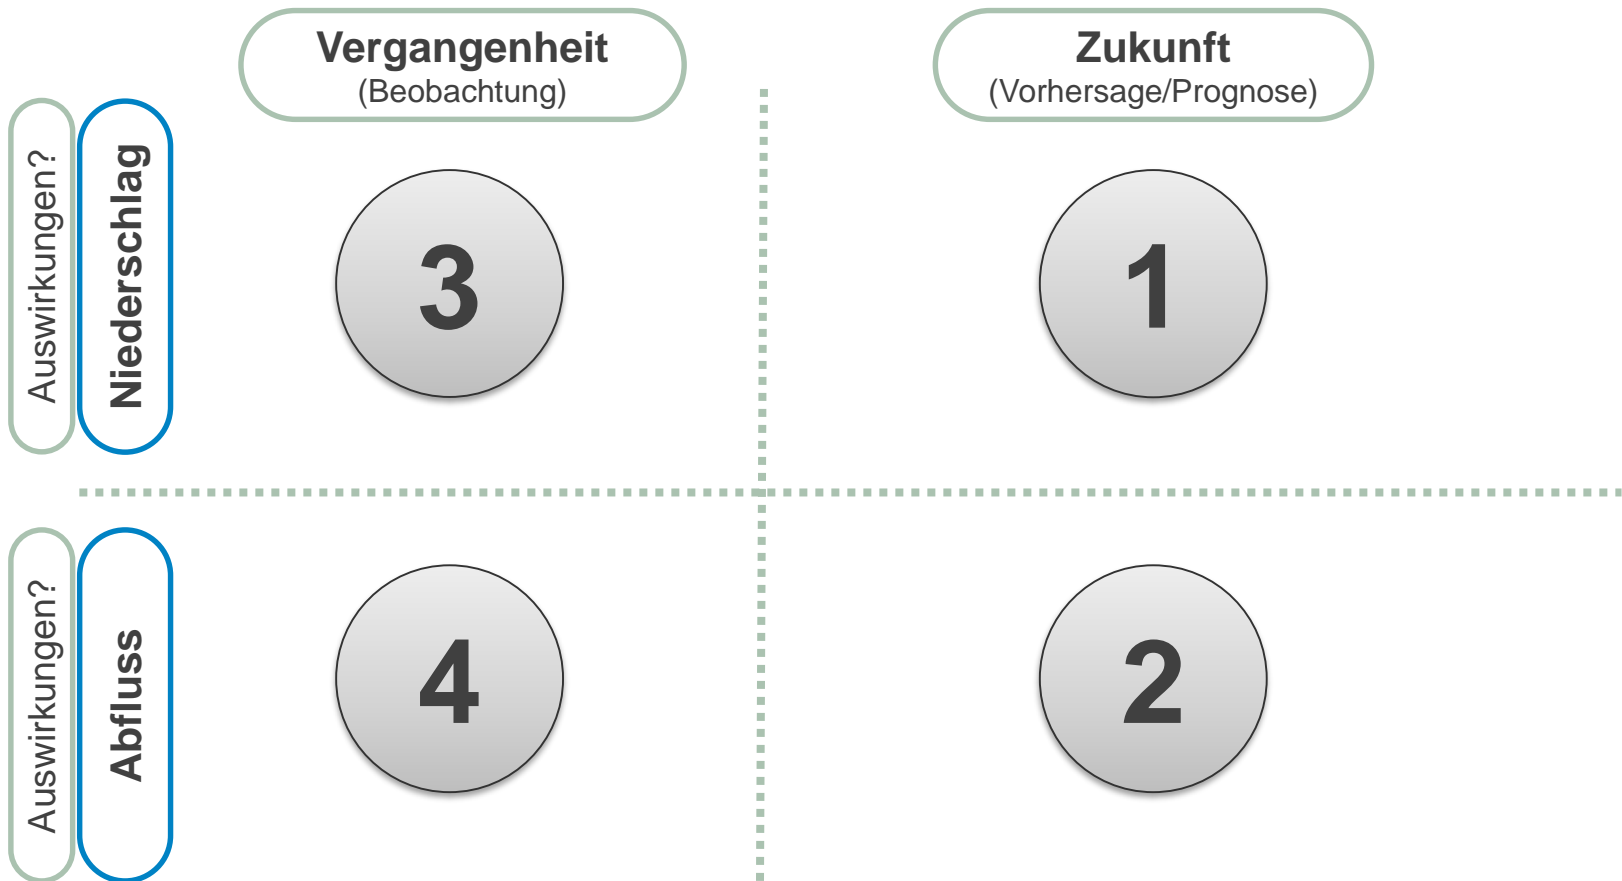 Vergangenheit
(Beobachtung)
Zukunft
(Vorhersage/Prognose)
Auswirkungen?
Niederschlag
3
1
Auswirkungen?
Abfluss
4
2